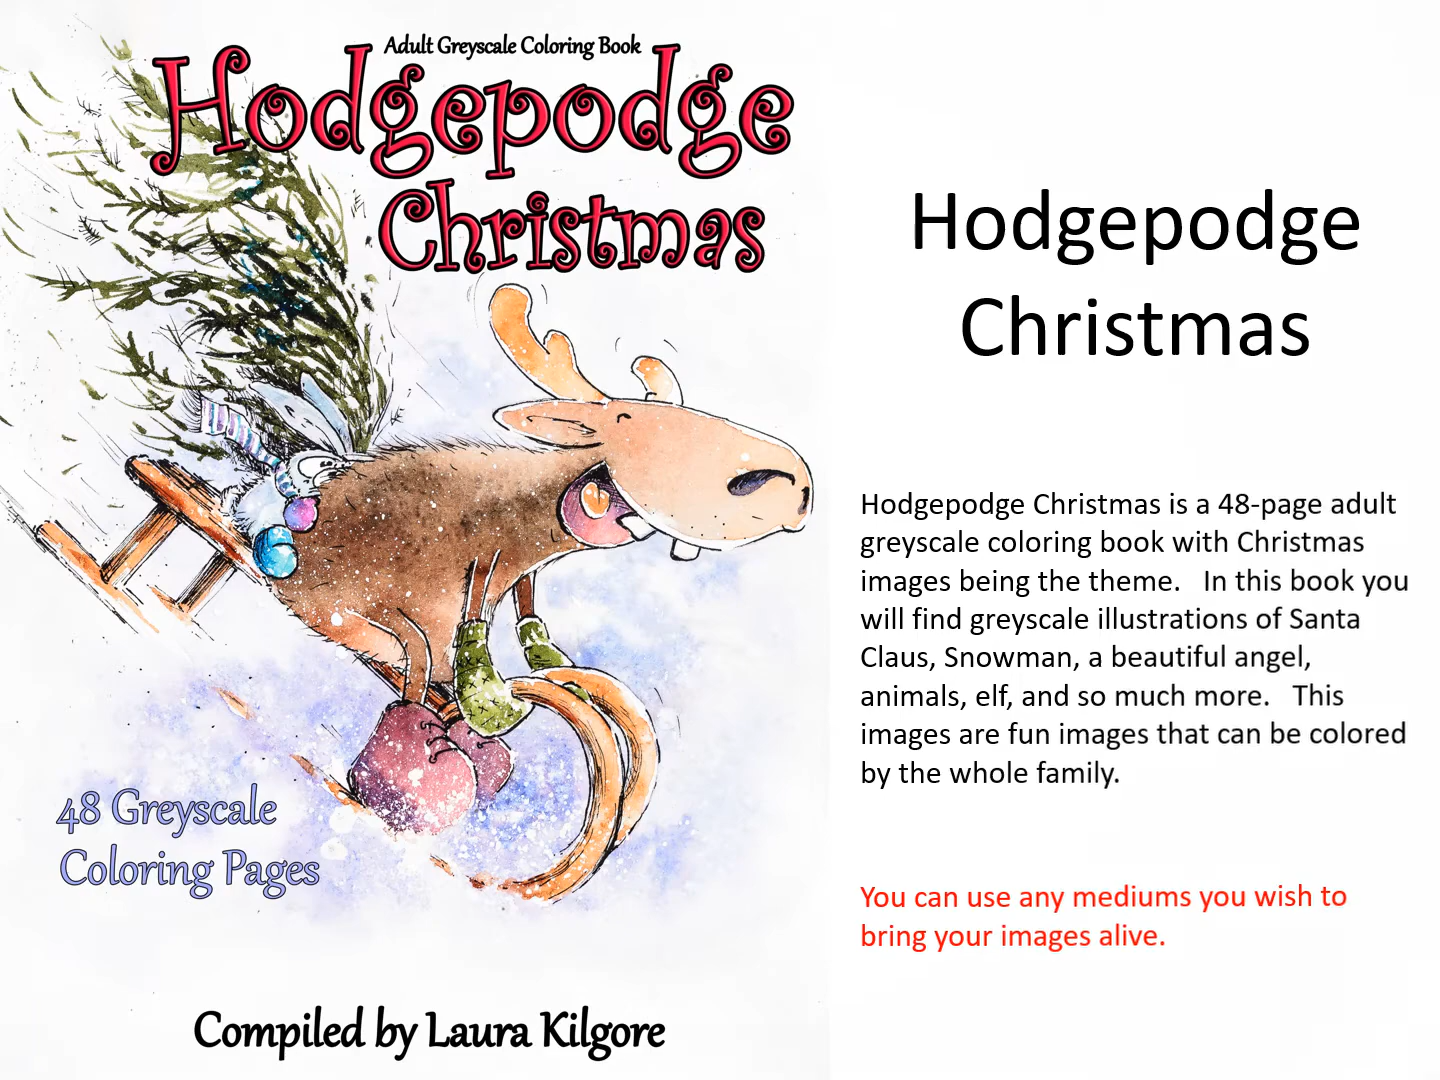 Adult Greyscale Coloring Book
Hodgepodge
Christmas
48 Greyscale
Coloring Pages
Compiled by Laura Kilgore
Hodgepodge
Christmas
Hodgepodge Christmas is a 48-page adult
greyscale coloring book with Christmas
images being the theme.   In this book you
will find greyscale illustrations of Santa
Claus, Snowman, a beautiful angel,
animals, elf, and so much more.   This
images are fun images that can be colored
by the whole family.
You can use any mediums you wish to
bring your images alive.